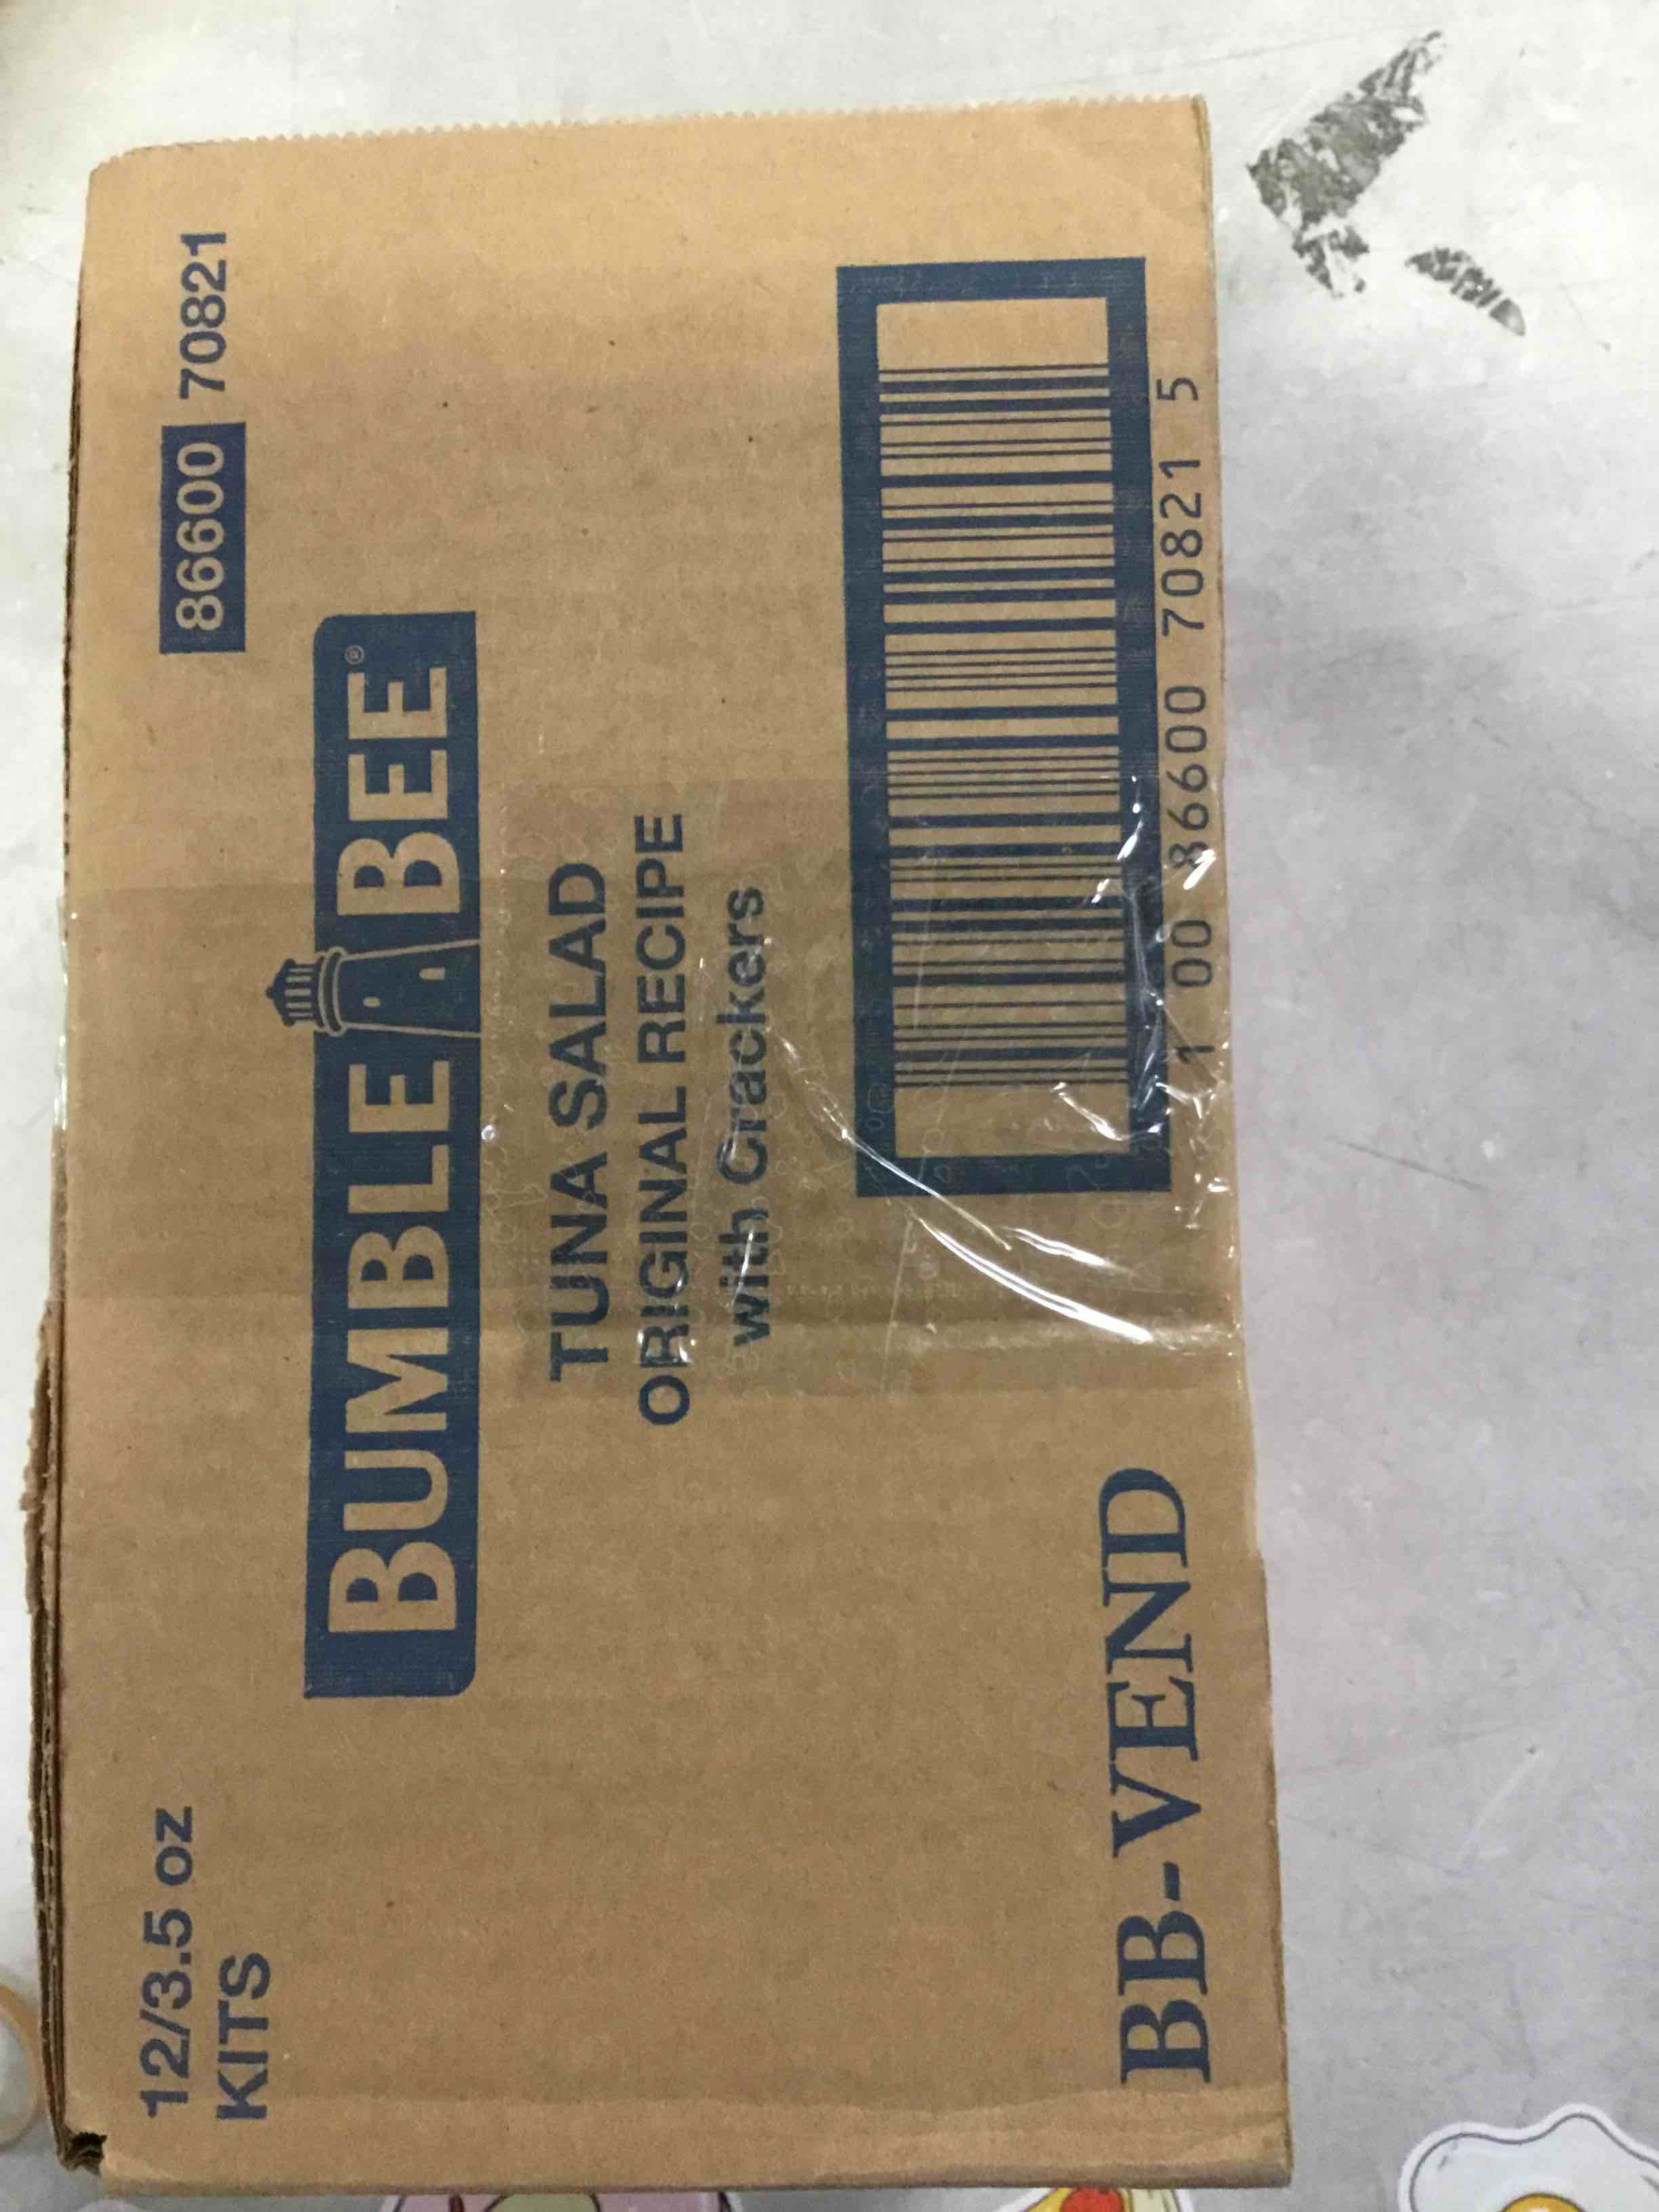 12/3.5 oz
KITS
86600 70821
BUMBLE BEE®
TUNA SALAD
ORIGINAL RECIPE
with Crackers
BB-VEND
1 00 86600 70821 5